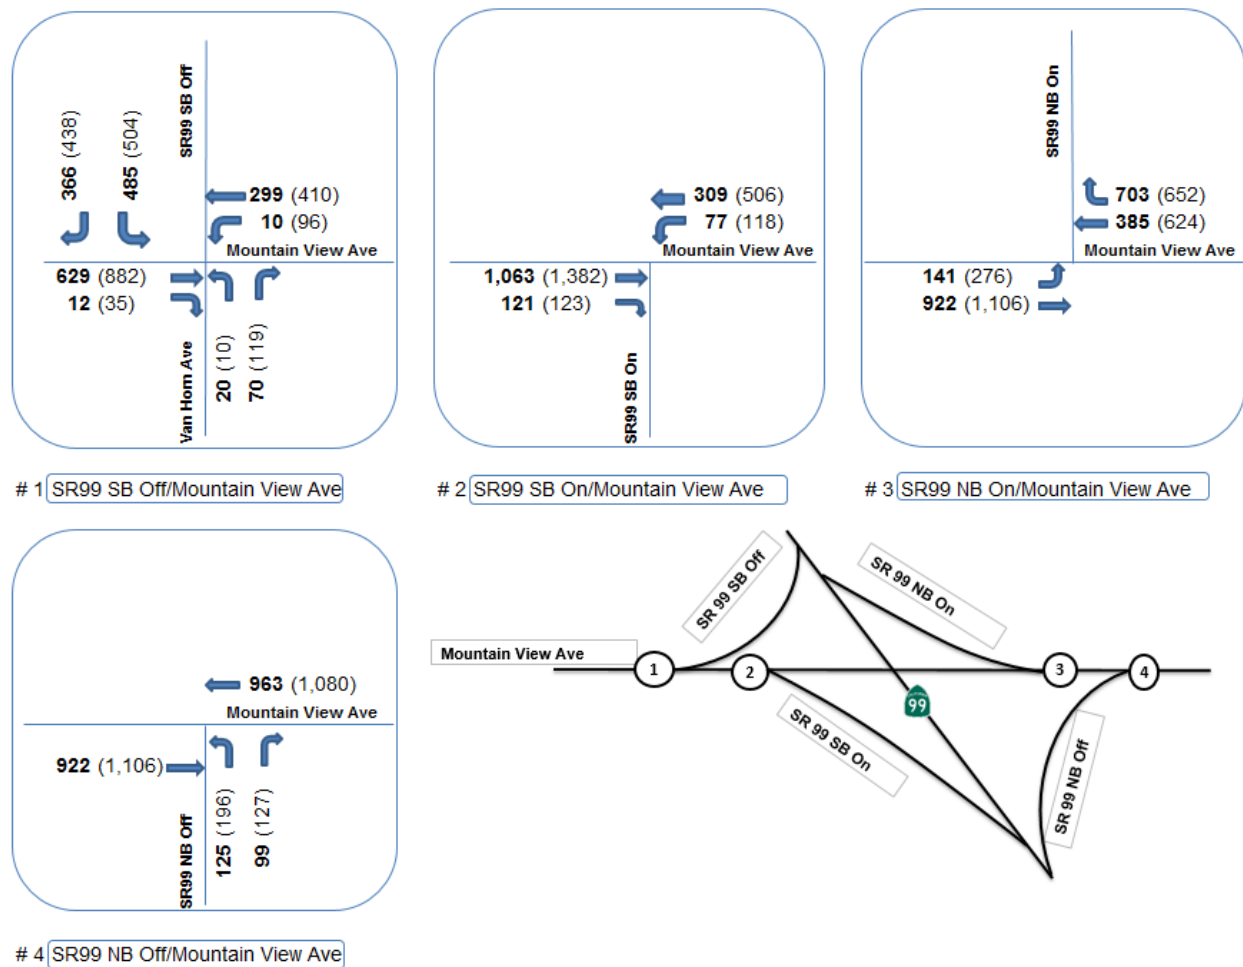 SR99 SB Off
366 (438)
485 (504)
299 (410)
10 (96)
Mountain View Ave
629 (882)
12 (35)
Van Horn Ave
20 (10)
70 (119)
# 1 SR99 SB Off/Mountain View Ave
309 (506)
77 (118)
Mountain View Ave
1,063 (1,382)
121 (123)
SR99 SB On
# 2 SR99 SB On/Mountain View Ave
SR99 NB On
703 (652)
385 (624)
Mountain View Ave
141 (276)
922 (1,106)
# 3 SR99 NB On/Mountain View Ave
963 (1,080)
Mountain View Ave
922 (1,106)
SR99 NB Off
125 (196)
99 (127)
# 4 SR99 NB Off/Mountain View Ave
SR 99 SB Off
SR 99 NB On
Mountain View Ave
1
2
3
4
99
SR 99 SB On
SR 99 NB Off